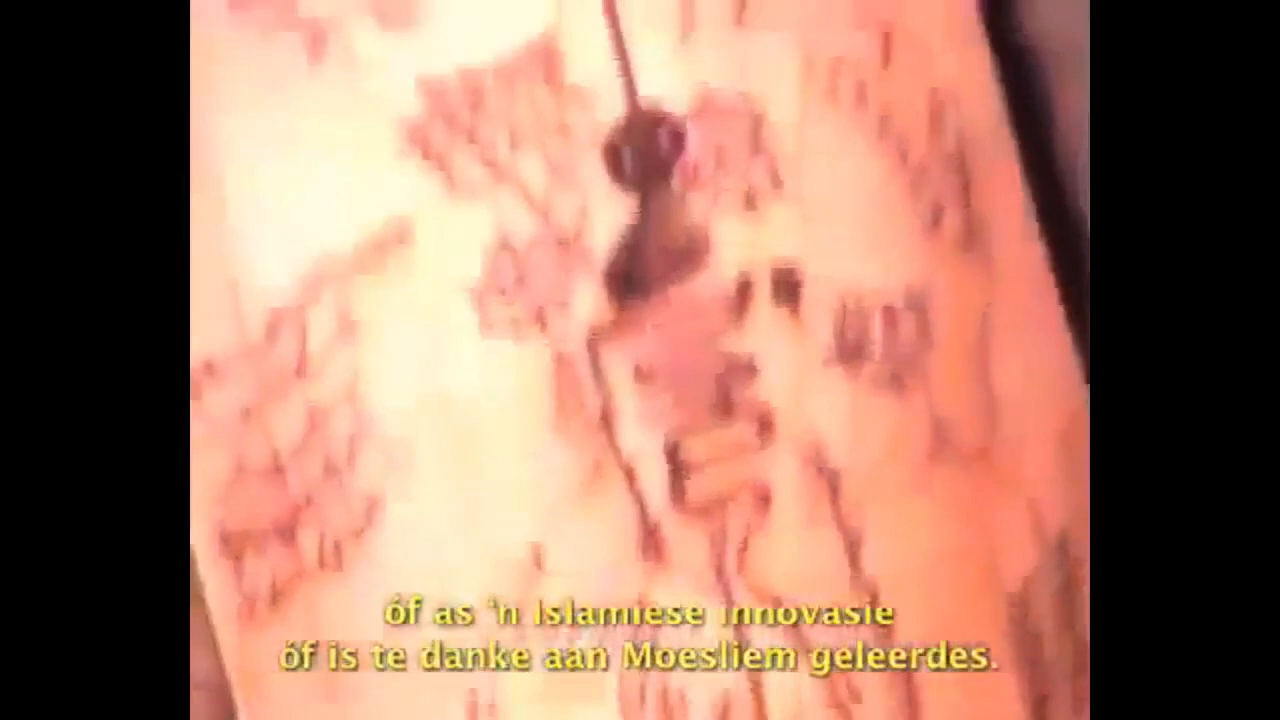 óf as 'n Islamiese innovasie
óf is te danke aan Moesliem geleerdes.